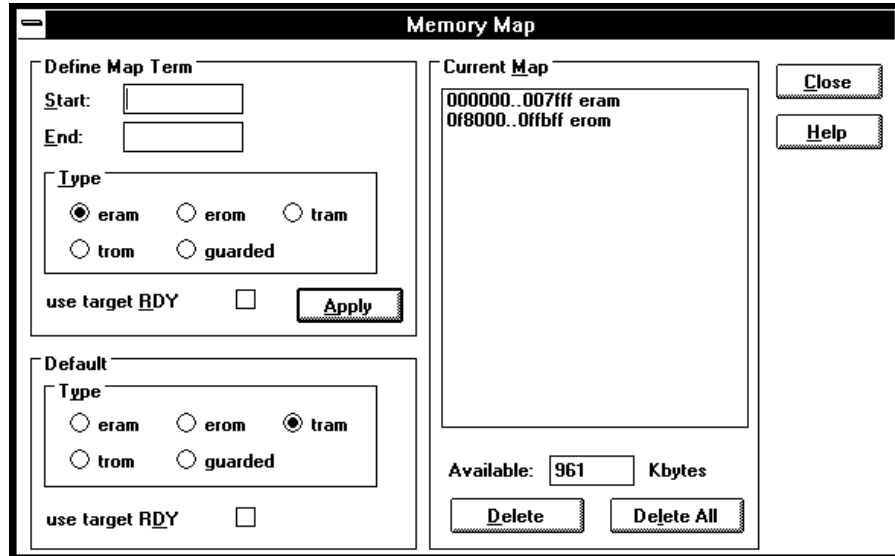 Memory Map
Define Map Term
Start:
End:
Type
eram erom tram
trom guarded
use target RDY Apply
Default
Type
eram erom tram
trom guarded
use target RDY
Current Map
000000..007fff eram
0f8000..0ffbff erom
Available: 961 Kbytes
Delete Delete All
Close
Help